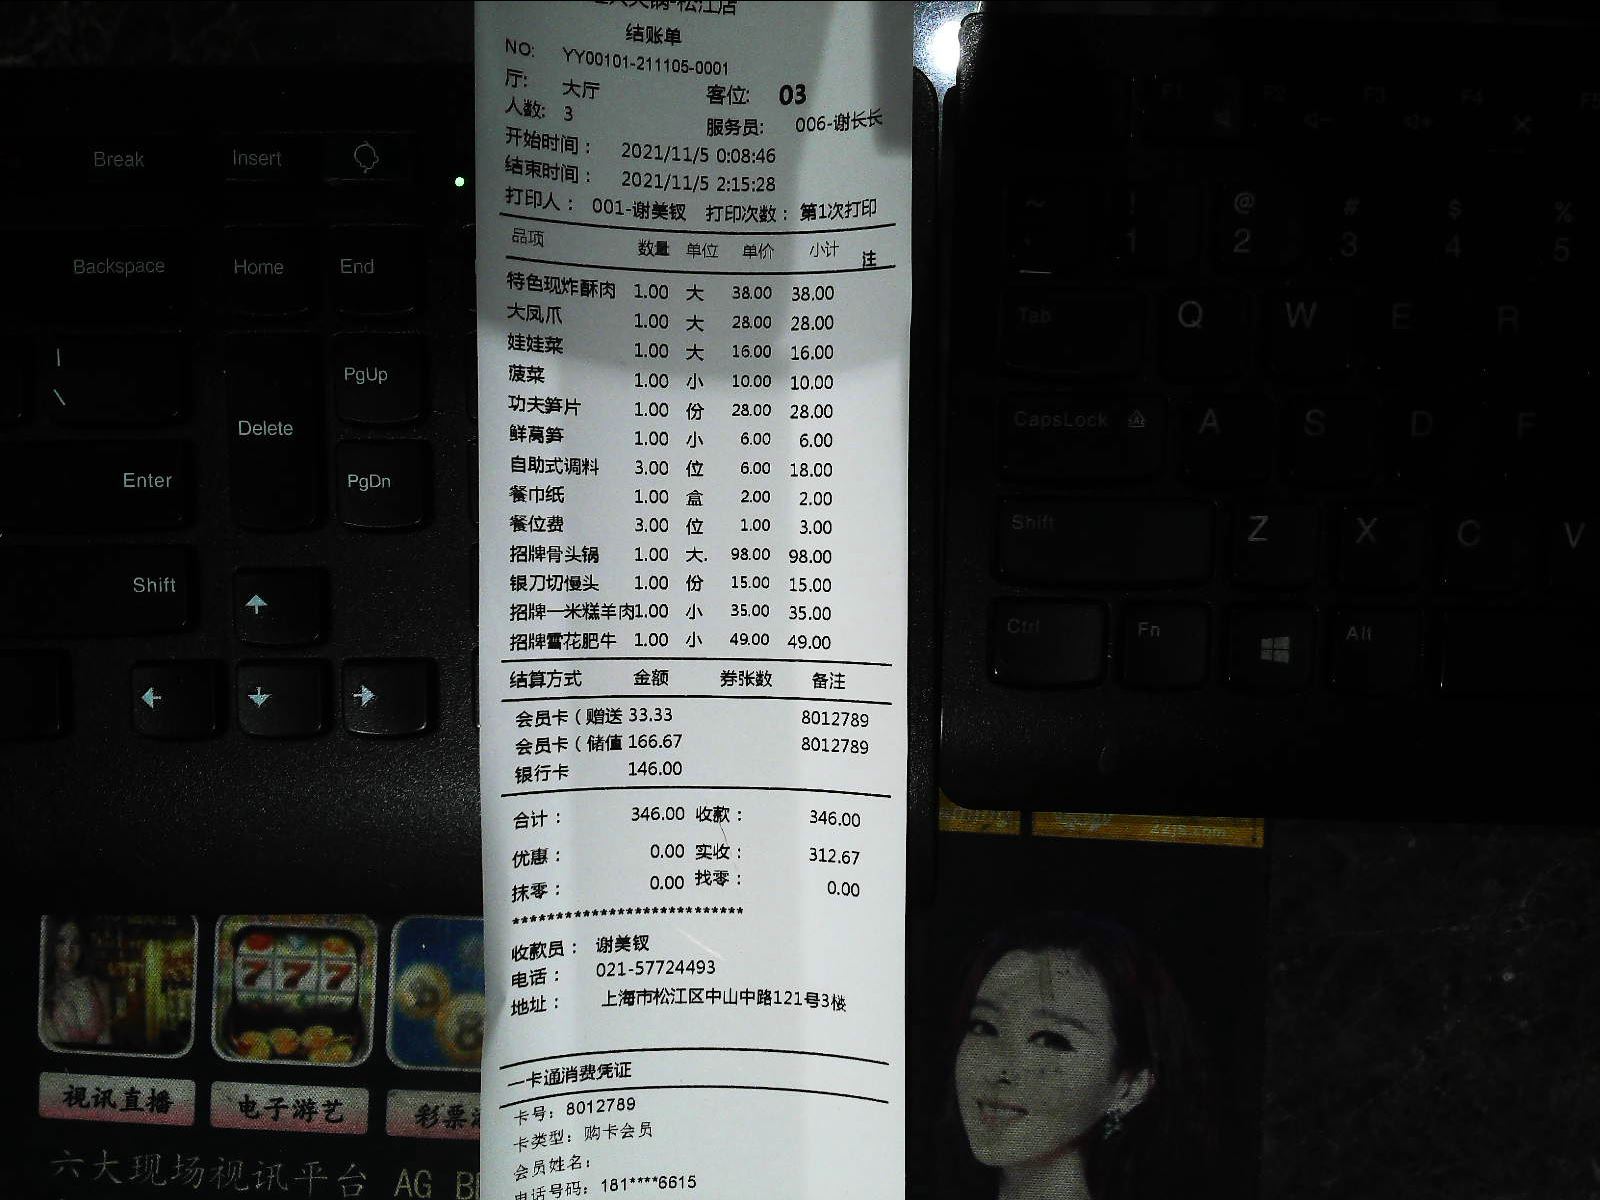 火锅-松江店
结账单
NO: YY00101-211105-0001
厅: 大厅 客位: 03
人数: 3 服务员: 006-谢长长
开始时间: 2021/11/5 0:08:46
结束时间: 2021/11/5 2:15:28
打印人: 001-谢美钗 打印次数: 第1次打印
品项 数量 单位 单价 小计 注
特色现炸酥肉 1.00 大 38.00 38.00
大凤爪 1.00 大 28.00 28.00
娃娃菜 1.00 大 16.00 16.00
菠菜 1.00 小 10.00 10.00
功夫笋片 1.00 份 28.00 28.00
鲜莴笋 1.00 小 6.00 6.00
自助式调料 3.00 位 6.00 18.00
餐巾纸 1.00 盒 2.00 2.00
餐位费 3.00 位 1.00 3.00
招牌骨头锅 1.00 大. 98.00 98.00
银刀切慢头 1.00 份 15.00 15.00
招牌一米糕羊肉1.00 小 35.00 35.00
招牌雪花肥牛 1.00 小 49.00 49.00
结算方式 金额 券张数 备注
会员卡(赠送 33.33 8012789
会员卡(储值 166.67 8012789
银行卡 146.00
合计: 346.00 收款: 346.00
优惠: 0.00 实收: 312.67
抹零: 0.00 找零: 0.00
***************************
收款员: 谢美钗
电话: 021-57724493
地址: 上海市松江区中山中路121号3楼
一卡通消费凭证
卡号: 8012789
卡类型: 购卡会员
会员姓名:
电话号码: 181****6615
Break Insert
Backspace Home End
| \ PgUp
Delete
Enter PgDn
Shift
视讯直播 电子游艺 彩票
六大现场视讯平台 AG B
F1 F2 F3 F4 F5
~ ! @ # $ %
1 2 3 4 5
Tab Q W E R
CapsLock A S D F
Shift Z X C V
Ctrl Fn Alt